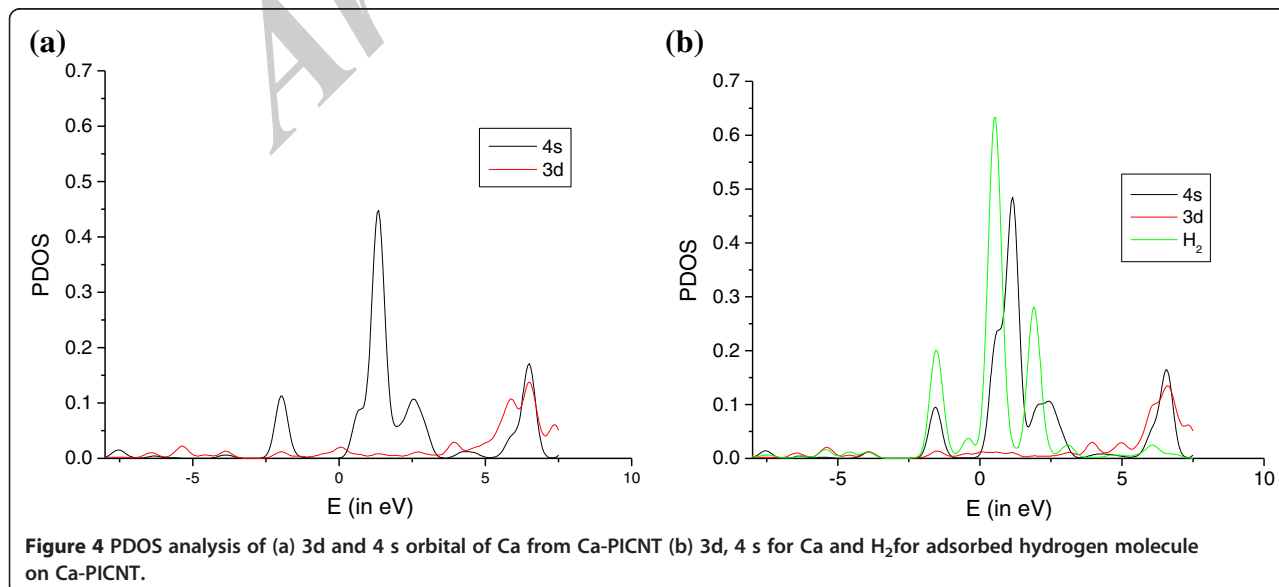 (a)
(b)
0.7
0.6
0.5
0.4
0.3
0.2
0.1
0.0
PDOS
4s
3d
-5
0
5
10
E (in eV)
0.7
0.6
0.5
0.4
0.3
0.2
0.1
0.0
PDOS
4s
3d
H₂
-5
0
5
10
E (in eV)
Figure 4 PDOS analysis of (a) 3d and 4 s orbital of Ca from Ca-PICNT (b) 3d, 4 s for Ca and H₂for adsorbed hydrogen molecule
on Ca-PICNT.